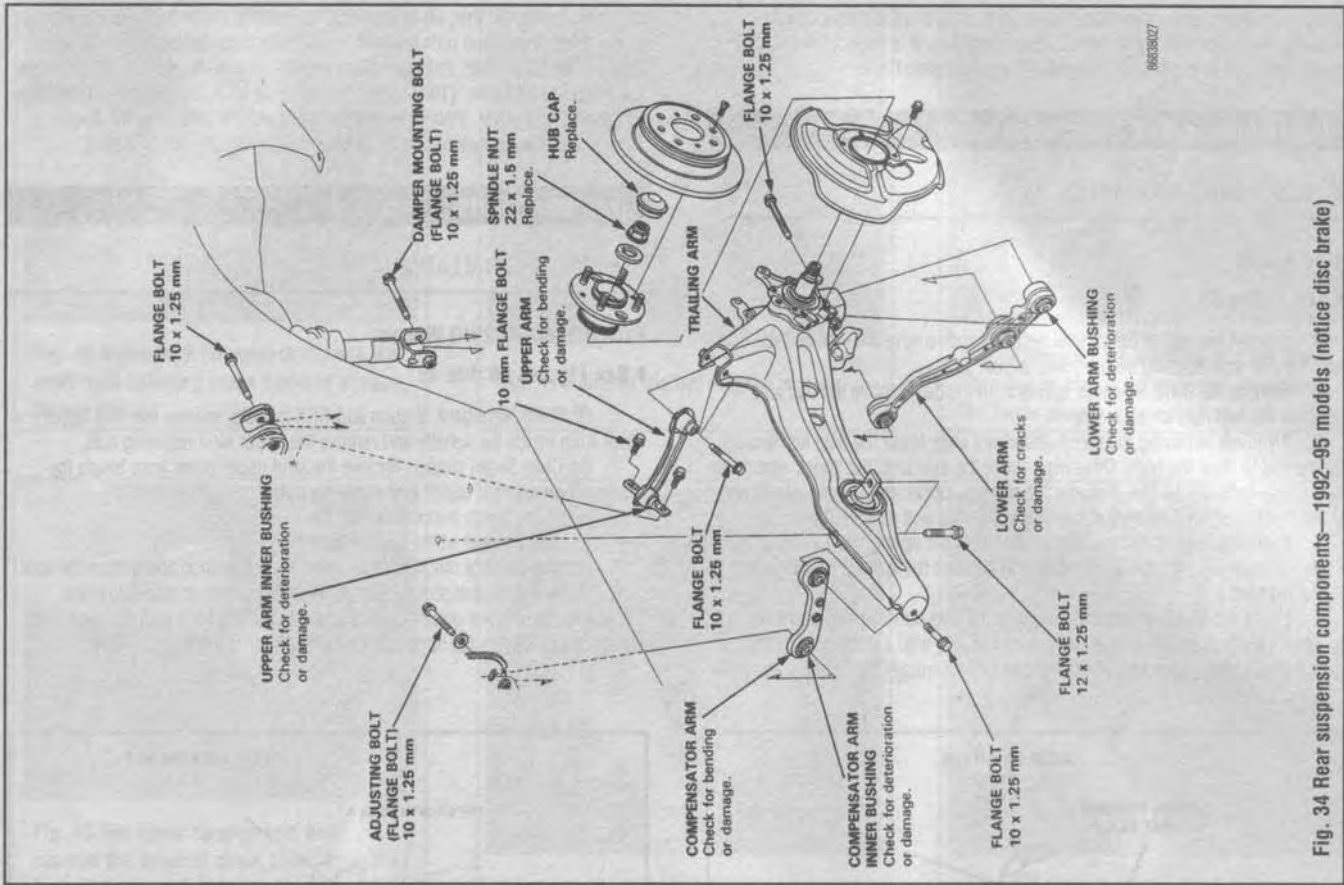 FLANGE BOLT
10 x 1.25 mm
DAMPER MOUNTING BOLT
(FLANGE BOLT)
10 x 1.25 mm
SPINDLE NUT
22 x 1.5 mm
Replace.
HUB CAP
Replace.
UPPER ARM INNER BUSHING
Check for deterioration
or damage.
10 mm FLANGE BOLT
UPPER ARM
Check for bending
or damage.
ADJUSTING BOLT
(FLANGE BOLT)
10 x 1.25 mm
FLANGE BOLT
10 x 1.25 mm
TRAILING ARM
FLANGE BOLT
10 x 1.25 mm
COMPENSATOR ARM
Check for bending
or damage.
COMPENSATOR ARM
INNER BUSHING
Check for deterioration
or damage.
FLANGE BOLT
10 x 1.25 mm
FLANGE BOLT
12 x 1.25 mm
LOWER ARM
Check for cracks
or damage.
LOWER ARM BUSHING
Check for deterioration
or damage.
86838027
Fig. 34 Rear suspension components—1992–95 models (notice disc brake)